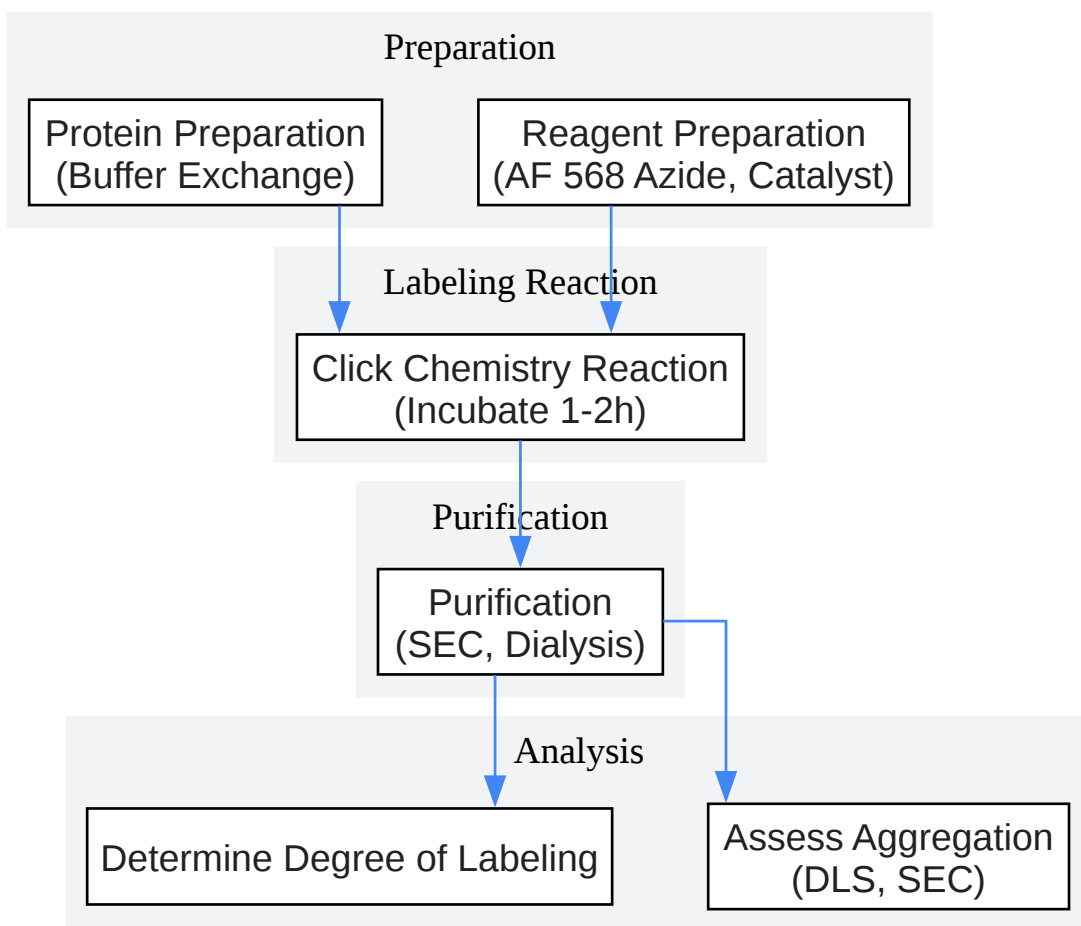 Preparation
Protein Preparation
(Buffer Exchange)
Reagent Preparation
(AF 568 Azide, Catalyst)
Labeling Reaction
Click Chemistry Reaction
(Incubate 1-2h)
Purification
Purification
(SEC, Dialysis)
Analysis
Determine Degree of Labeling
Assess Aggregation
(DLS, SEC)